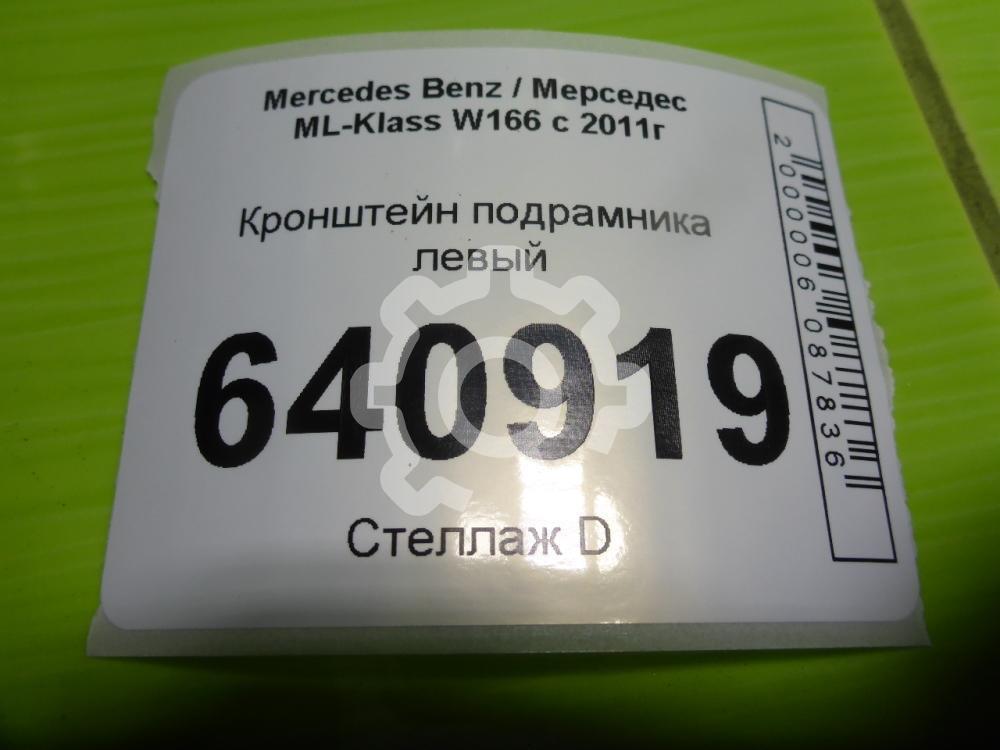 Mercedes Benz / Мерседес
ML-Klass W166 с 2011г
Кронштейн подрамника
левый
640919
Стеллаж D
2000006087836